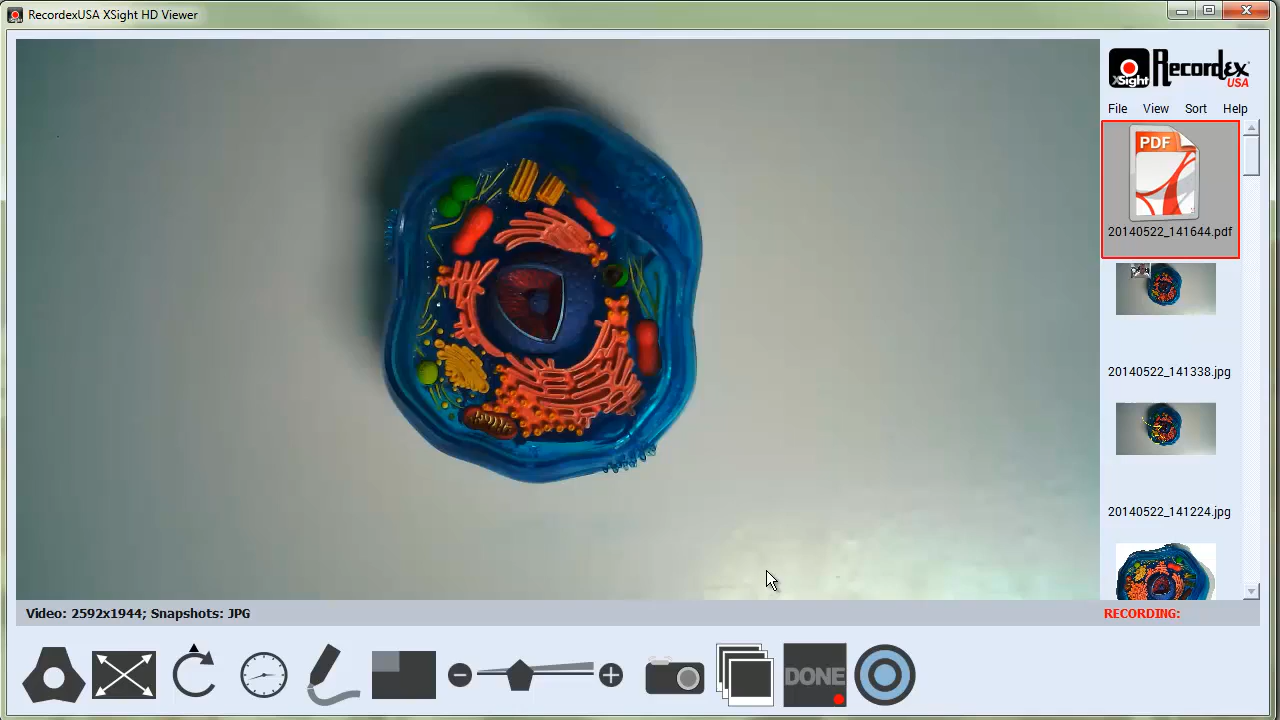 RecordexUSA XSight HD Viewer
XSight
Recordex
USA
File View Sort Help
PDF
20140522_141644.pdf
20140522_141338.jpg
20140522_141224.jpg
Video: 2592x1944; Snapshots: JPG
RECORDING:
DONE